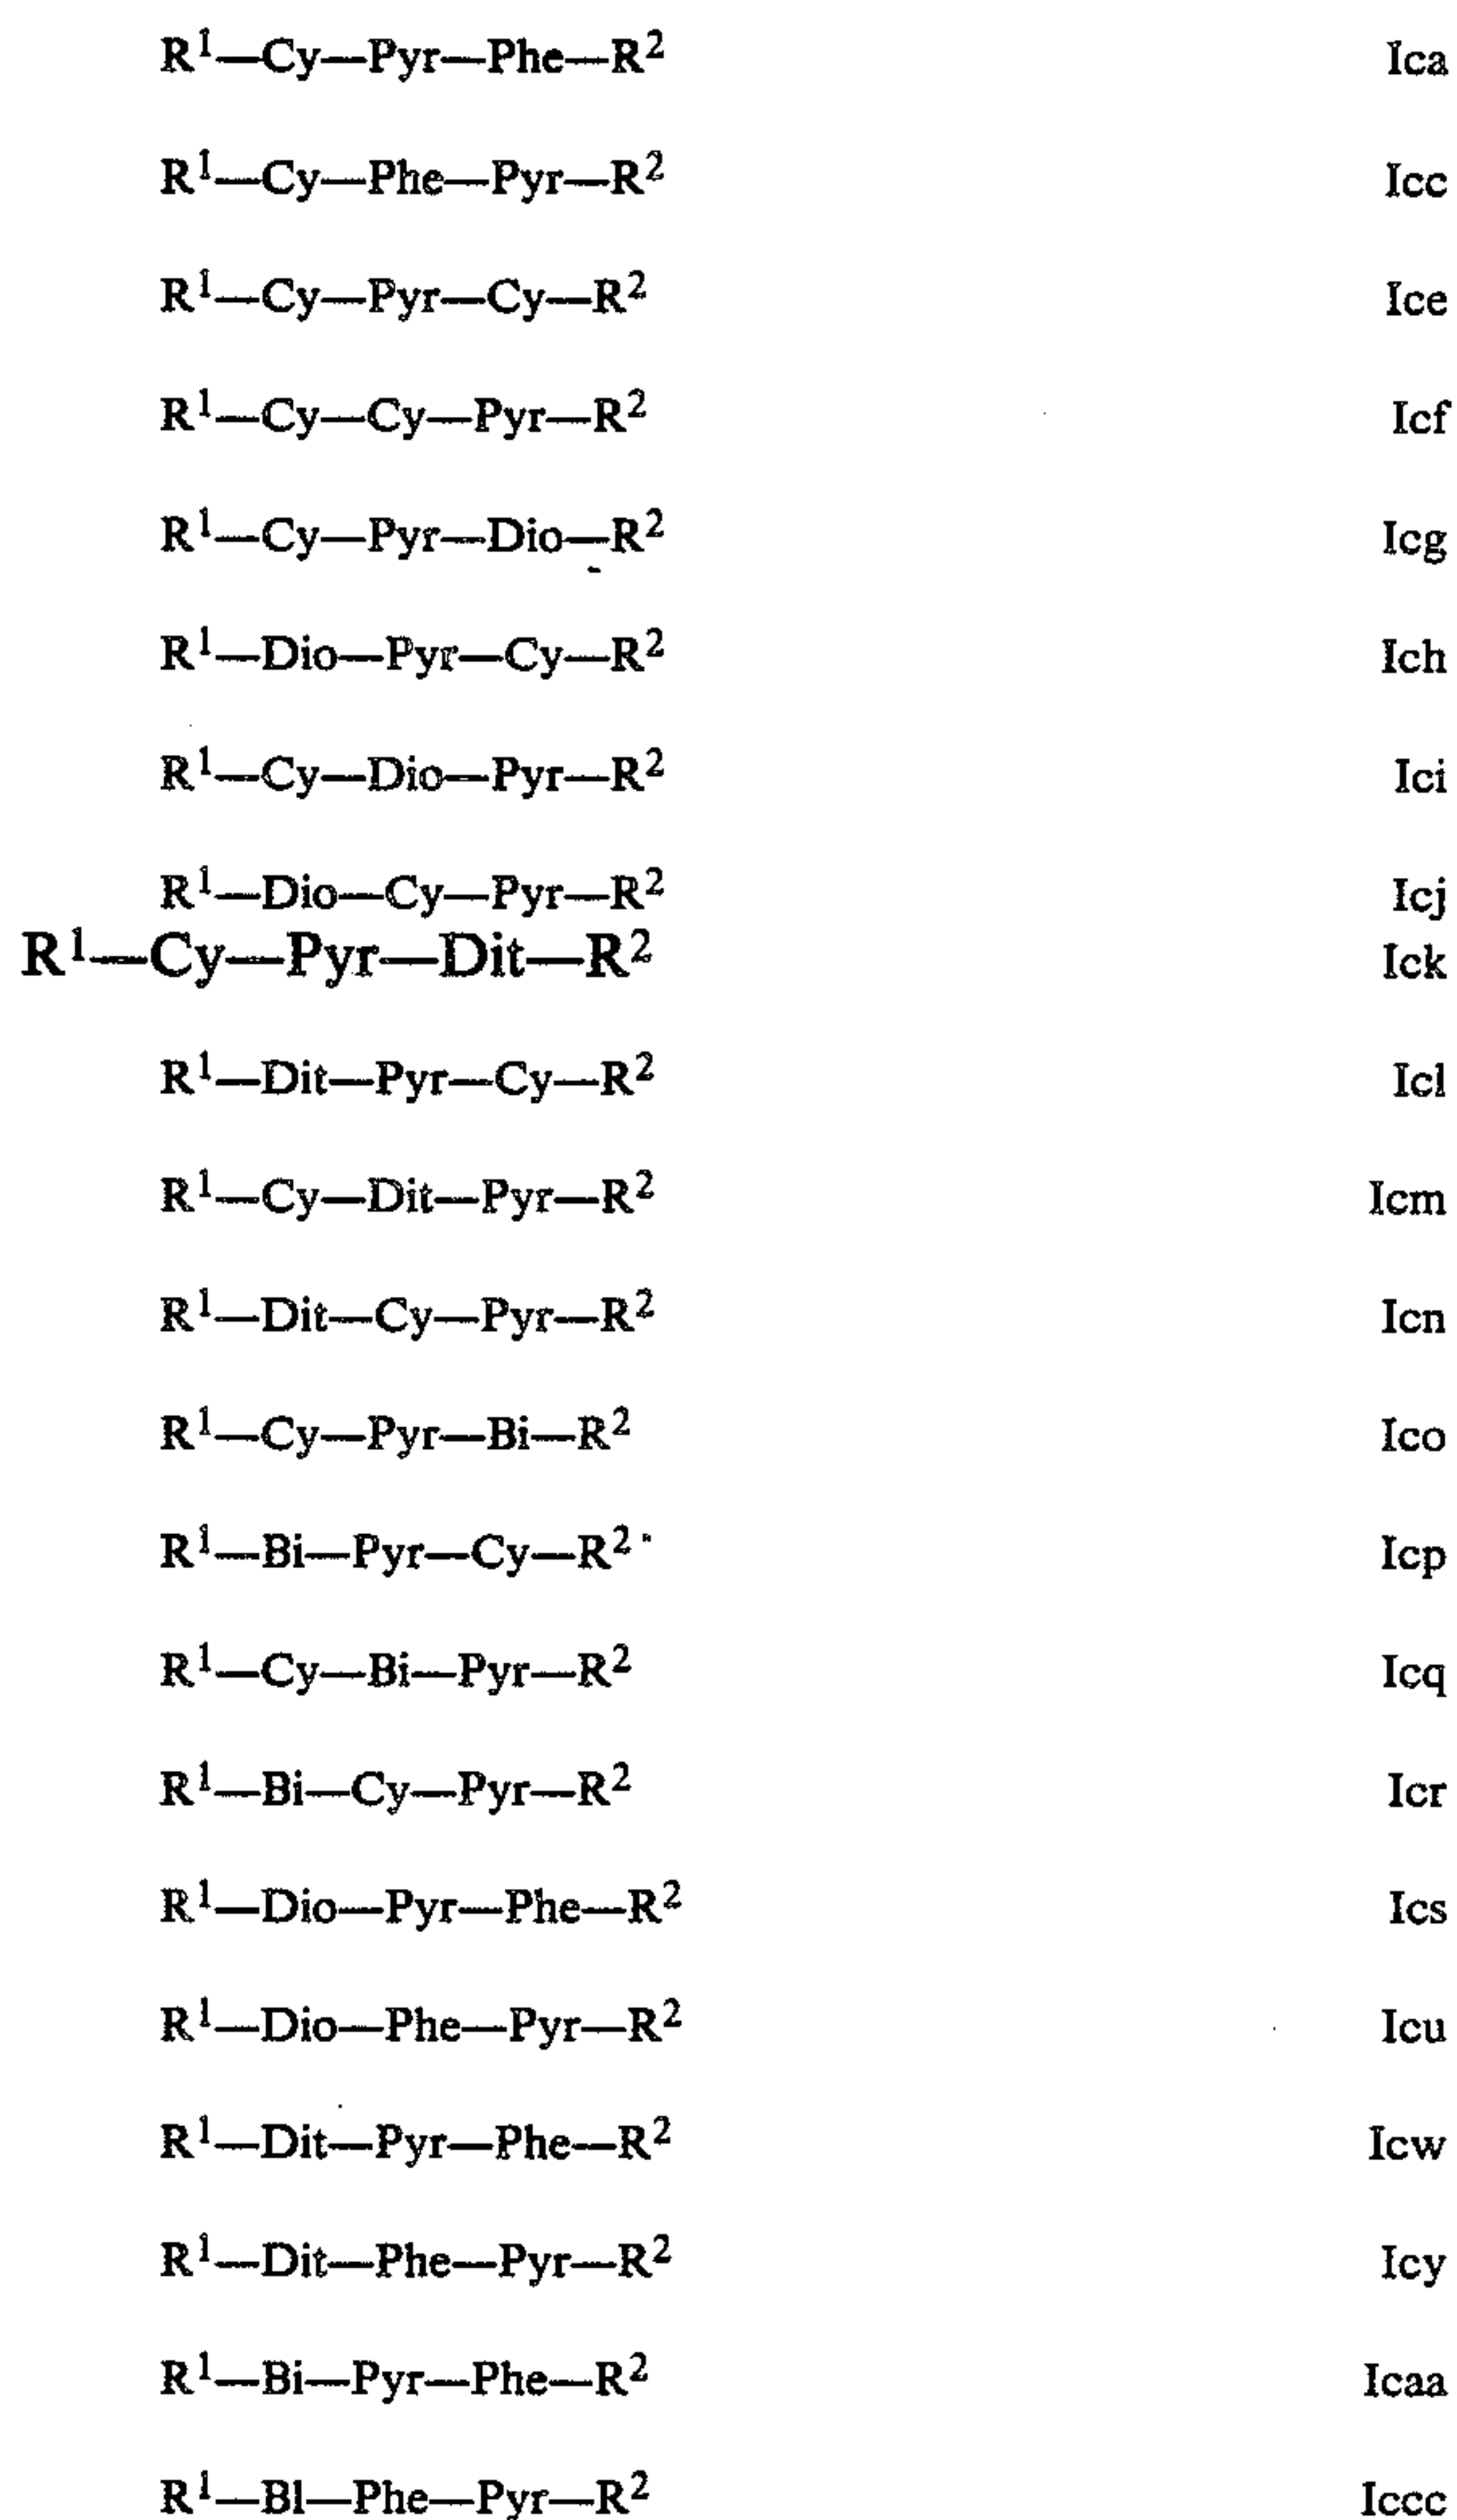 R¹—Cy—Pyr—Phe—R² Ica
R¹—Cy—Phe—Pyr—R² Icc
R¹—Cy—Pyr—Cy—R² Ice
R¹—Cy—Cy—Pyr—R² Icf
R¹—Cy—Pyr—Dio—R² Icg
R¹—Dio—Pyr—Cy—R² Ich
R¹—Cy—Dio—Pyr—R² Ici
R¹—Dio—Cy—Pyr—R² Icj
R¹—Cy—Pyr—Dit—R² Ick
R¹—Dit—Pyr—Cy—R² Icl
R¹—Cy—Dit—Pyr—R² Icm
R¹—Dit—Cy—Pyr—R² Icn
R¹—Cy—Pyr—Bi—R² Ico
R¹—Bi—Pyr—Cy—R² Icp
R¹—Cy—Bi—Pyr—R² Icq
R¹—Bi—Cy—Pyr—R² Icr
R¹—Dio—Pyr—Phe—R² Ics
R¹—Dio—Phe—Pyr—R² Icu
R¹—Dit—Pyr—Phe—R² Icw
R¹—Dit—Phe—Pyr—R² Icy
R¹—Bi—Pyr—Phe—R² Icaa
R¹—Bl—Phe—Pyr—R² Iccc